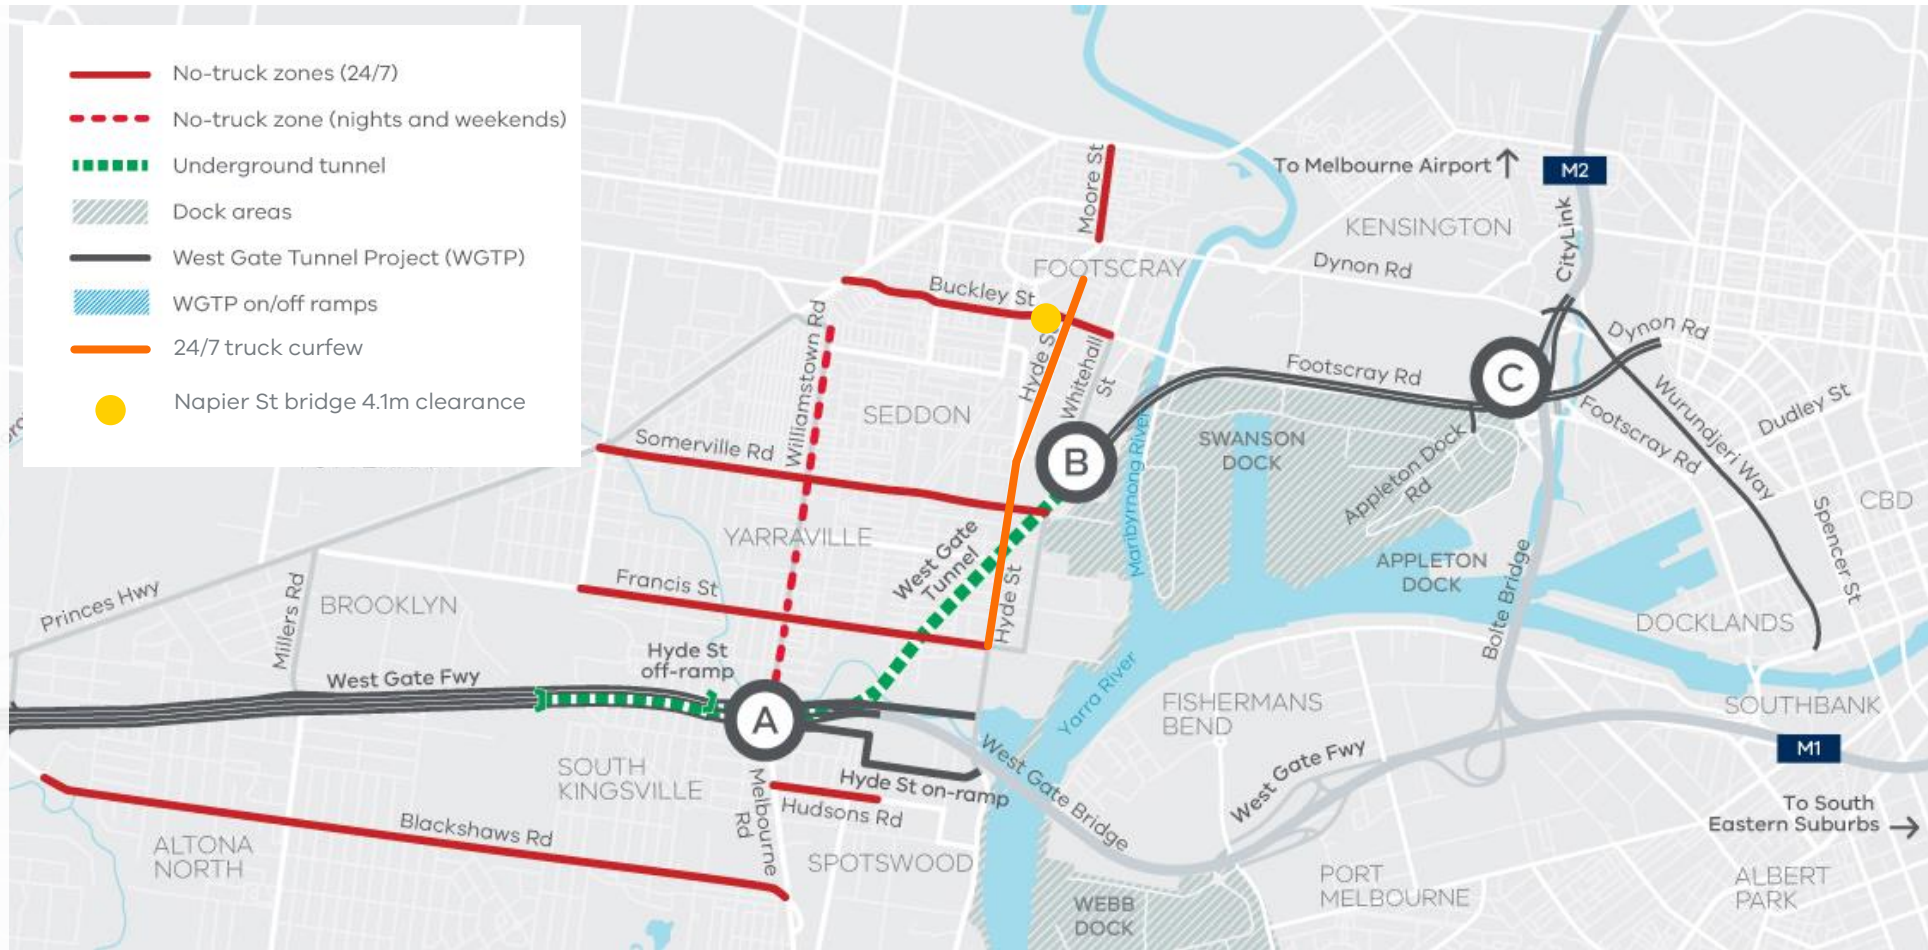 No-truck zones (24/7)
No-truck zone (nights and weekends)
Underground tunnel
Dock areas
West Gate Tunnel Project (WGTP)
WGTP on/off ramps
24/7 truck curfew
Napier St bridge 4.1m clearance
Moore St
To Melbourne Airport
M2
KENSINGTON
CityLink
FOOTSCRAY
Dynon Rd
Buckley St
Williamstown Rd
Hyde St
Whitehall
St
Dynon Rd
Footscray Rd
C
Wurundjeri Way
Dudley St
Footscray Rd
SEDDON
Somerville Rd
B
SWANSON
DOCK
Maribyrnong River
Appleton Dock
Rd
CBD
Spencer St
YARRAVILLE
West Gate
Tunnel
APPLETON
DOCK
Bolte Bridge
Princes Hwy
Millers Rd
BROOKLYN
Francis St
Hyde St
DOCKLANDS
Hyde St
off-ramp
West Gate Fwy
A
Yarra River
FISHERMANS
BEND
SOUTHBANK
M1
SOUTH
KINGSVILLE
Melbourne
Rd
Hyde St on-ramp
Hudsons Rd
West Gate Bridge
West Gate Fwy
To South
Eastern Suburbs
ALTONA
NORTH
Blackshaws Rd
SPOTSWOOD
PORT
MELBOURNE
ALBERT
PARK
WEBB
DOCK